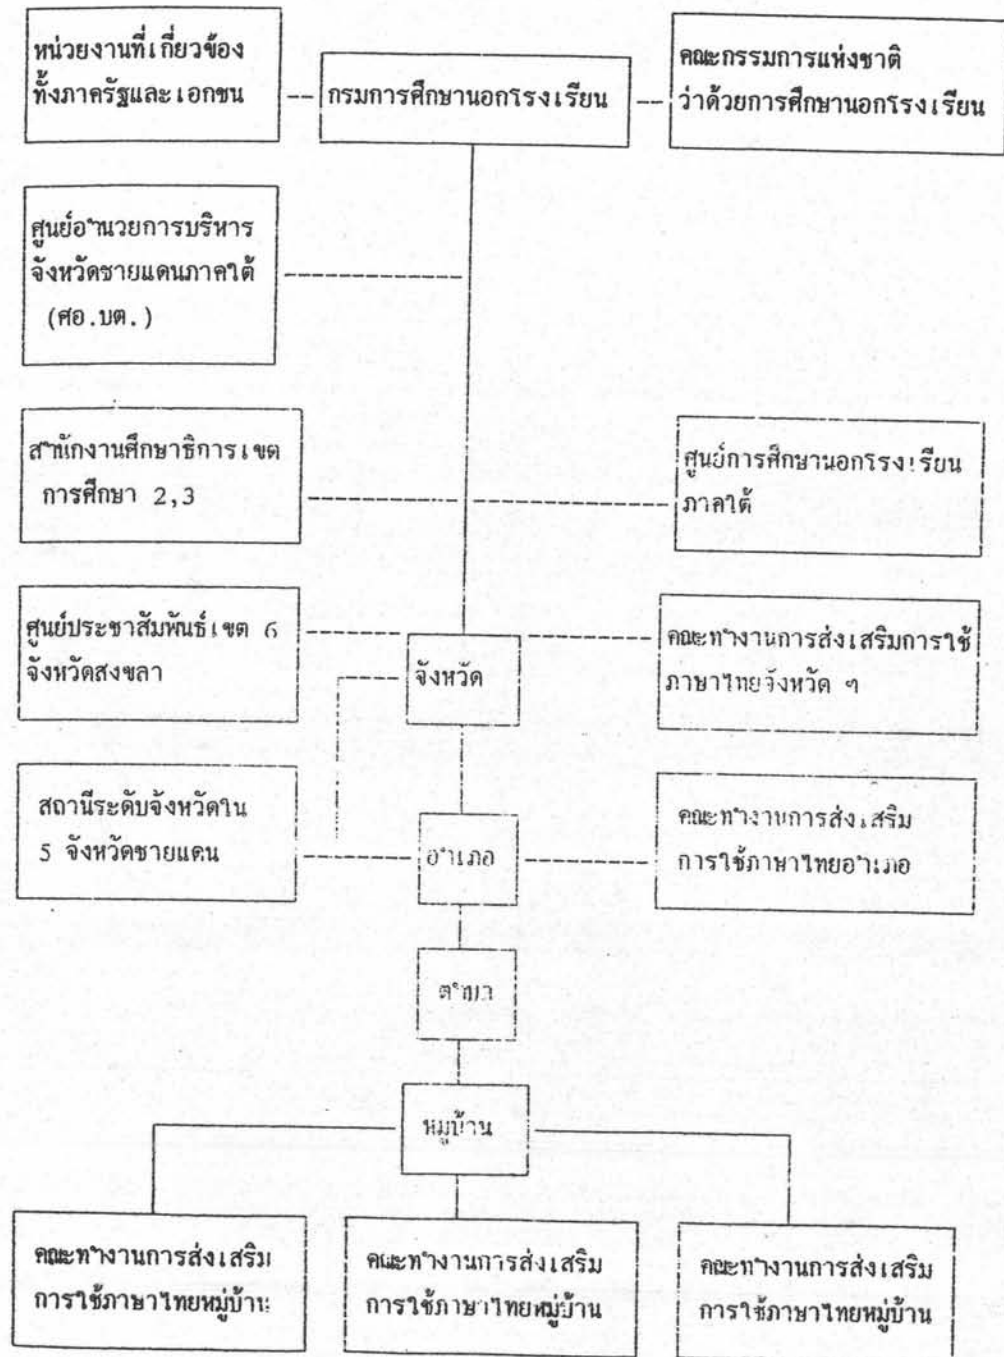 หน่วยงานที่เกี่ยวข้อง
ทั้งภาครัฐและเอกชน
กรมการศึกษานอกโรงเรียน
คณะกรรมการแห่งชาติ
ว่าด้วยการศึกษานอกโรงเรียน
ศูนย์อำนวยการบริหาร
จังหวัดชายแดนภาคใต้
(ศอ.บต.)
สำนักงานศึกษาธิการเขต
การศึกษา 2,3
ศูนย์การศึกษานอกโรงเรียน
ภาคใต้
ศูนย์ประชาสัมพันธ์เขต 6
จังหวัดสงขลา
จังหวัด
คณะทำงานการส่งเสริมการใช้
ภาษาไทยจังหวัด ๆ
สถานีระดับจังหวัดใน
5 จังหวัดชายแดน
อำเภอ
คณะทำงานการส่งเสริม
การใช้ภาษาไทยอำเภอ
ตำบล
หมู่บ้าน
คณะทำงานการส่งเสริม
การใช้ภาษาไทยหมู่บ้าน
คณะทำงานการส่งเสริม
การใช้ภาษาไทยหมู่บ้าน
คณะทำงานการส่งเสริม
การใช้ภาษาไทยหมู่บ้าน